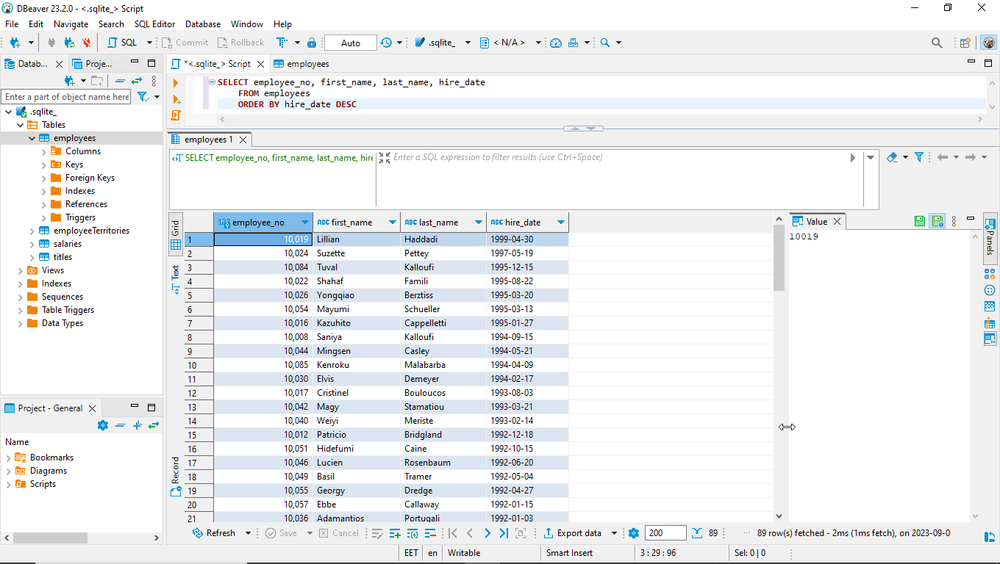 DBeaver 23.2.0 - <.sqlite_> Script
File Edit Navigate Search SQL Editor Database Window Help
SQL Commit Rollback Auto .sqlite_ < N/A >
Datab... Proje...
*<.sqlite_> Script employees
Enter a part of object name here
.sqlite_
Tables
employees
Columns
Keys
Foreign Keys
Indexes
References
Triggers
employeeTerritories
salaries
titles
Views
Indexes
Sequences
Table Triggers
Data Types
Project - General
Name
Bookmarks
Diagrams
Scripts
SELECT employee_no, first_name, last_name, hire_date
FROM employees
ORDER BY hire_date DESC
employees 1
SELECT employee_no, first_name, last_name, hire
Enter a SQL expression to filter results (use Ctrl+Space)
Grid
Text
Record
123 employee_no ABC first_name ABC last_name ABC hire_date
1 10,019 Lillian Haddadi 1999-04-30
2 10,024 Suzette Pettey 1997-05-19
3 10,084 Tuval Kalloufi 1995-12-15
4 10,022 Shahaf Famili 1995-08-22
5 10,026 Yongqiao Berztiss 1995-03-20
6 10,054 Mayumi Schueller 1995-03-13
7 10,016 Kazuhito Cappelletti 1995-01-27
8 10,008 Saniya Kalloufi 1994-09-15
9 10,044 Mingsen Casley 1994-05-21
10 10,085 Kenroku Malabarba 1994-04-09
11 10,030 Elvis Demeyer 1994-02-17
12 10,017 Cristinel Bouloucos 1993-08-03
13 10,042 Magy Stamatiou 1993-03-21
14 10,040 Weiyi Meriste 1993-02-14
15 10,012 Patricio Bridgland 1992-12-18
16 10,051 Hidefumi Caine 1992-10-15
17 10,046 Lucien Rosenbaum 1992-06-20
18 10,049 Basil Tramer 1992-05-04
19 10,055 Georgy Dredge 1992-04-27
20 10,057 Ebbe Callaway 1992-01-15
21 10,036 Adamantios Portugali 1992-01-03
Value
10019
Panels
Refresh Save Cancel Export data 200 89 ··· 89 row(s) fetched - 2ms (1ms fetch), on 2023-09-0
EET en Writable Smart Insert 3 : 29 : 96 Sel: 0 | 0